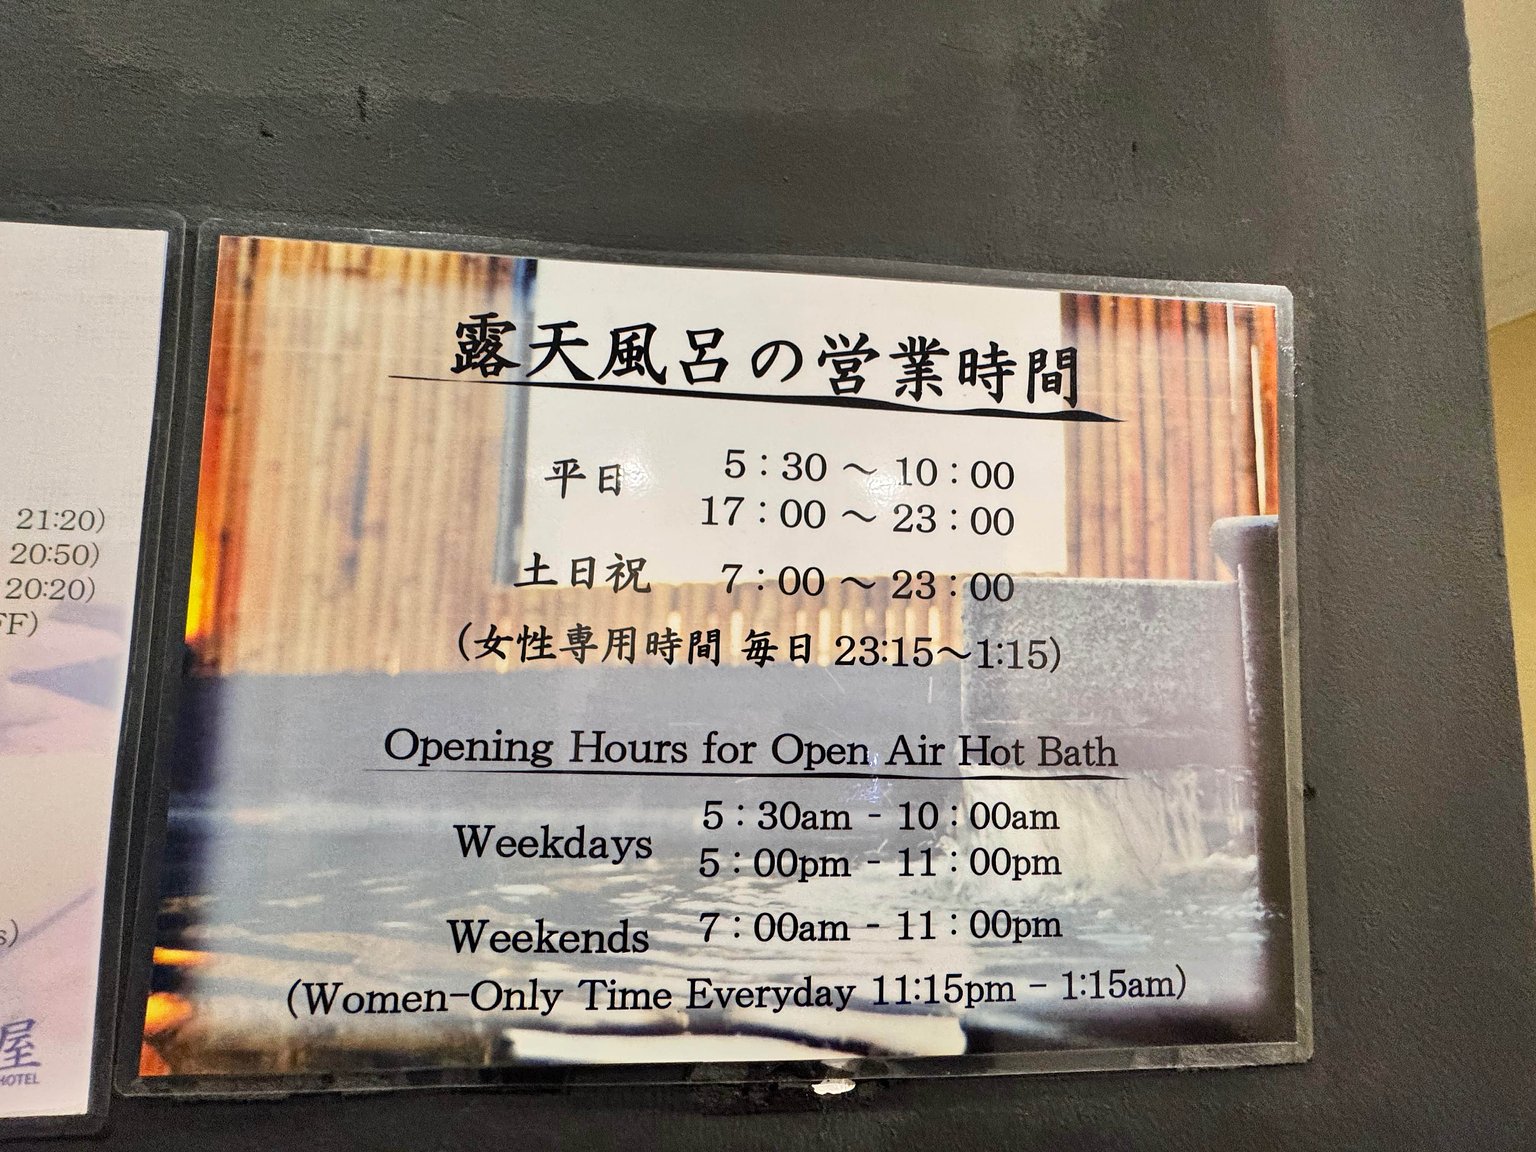 21:20)
20:50)
20:20)
FF)
s)
屋
HOTEL
露天風呂の営業時間
平日 5：30 ～ 10：00
17：00 ～ 23：00
土日祝 7：00 ～ 23：00
(女性専用時間 毎日 23:15～1:15)
Opening Hours for Open Air Hot Bath
Weekdays 5：30am - 10：00am
5：00pm - 11：00pm
Weekends 7：00am - 11：00pm
(Women-Only Time Everyday 11:15pm - 1:15am)